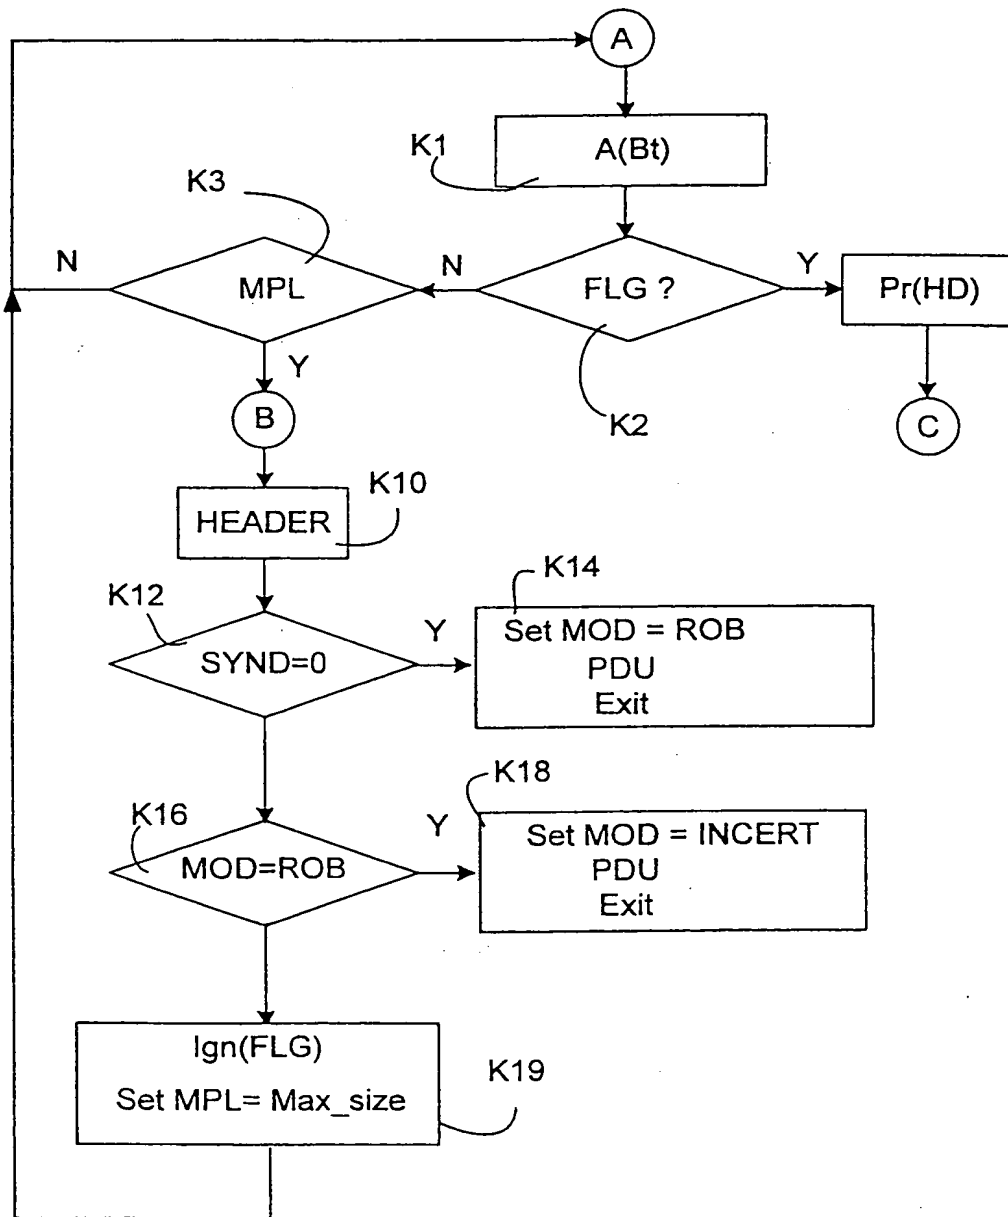 A
A(Bt)
K1
K3
N
MPL
N
FLG ?
Y
Pr(HD)
Y
K2
B
C
K10
HEADER
K12
K14
SYND=0
Y
Set MOD = ROB
PDU
Exit
K18
K16
MOD=ROB
Y
Set MOD = INCERT
PDU
Exit
Ign(FLG)
Set MPL= Max_size
K19